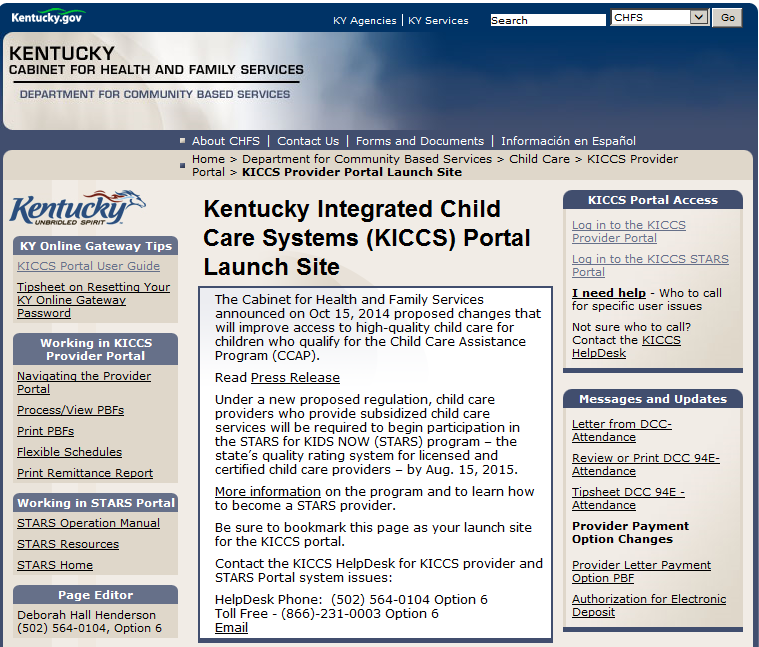 Kentucky.gov
KY Agencies | KY Services
Search
CHFS
Go
KENTUCKY
CABINET FOR HEALTH AND FAMILY SERVICES
DEPARTMENT FOR COMMUNITY BASED SERVICES
About CHFS | Contact Us | Forms and Documents | Información en Español
Home > Department for Community Based Services > Child Care > KICCS Provider
Portal > KICCS Provider Portal Launch Site
Kentucky
UNBRIDLED SPIRIT
KY Online Gateway Tips
KICCS Portal User Guide
Tipsheet on Resetting Your
KY Online Gateway
Password
Working in KICCS
Provider Portal
Navigating the Provider
Portal
Process/View PBFs
Print PBFs
Flexible Schedules
Print Remittance Report
Working in STARS Portal
STARS Operation Manual
STARS Resources
STARS Home
Page Editor
Deborah Hall Henderson
(502) 564-0104, Option 6
Kentucky Integrated Child
Care Systems (KICCS) Portal
Launch Site
The Cabinet for Health and Family Services
announced on Oct 15, 2014 proposed changes that
will improve access to high-quality child care for
children who qualify for the Child Care Assistance
Program (CCAP).
Read Press Release
Under a new proposed regulation, child care
providers who provide subsidized child care
services will be required to begin participation in
the STARS for KIDS NOW (STARS) program – the
state's quality rating system for licensed and
certified child care providers – by Aug. 15, 2015.
More information on the program and to learn how
to become a STARS provider.
Be sure to bookmark this page as your launch site
for the KICCS portal.
Contact the KICCS HelpDesk for KICCS provider and
STARS Portal system issues:
HelpDesk Phone: (502) 564-0104 Option 6
Toll Free - (866)-231-0003 Option 6
Email
KICCS Portal Access
Log in to the KICCS
Provider Portal
Log in to the KICCS STARS
Portal
I need help - Who to call
for specific user issues
Not sure who to call?
Contact the KICCS
HelpDesk
Messages and Updates
Letter from DCC-
Attendance
Review or Print DCC 94E-
Attendance
Tipsheet DCC 94E -
Attendance
Provider Payment
Option Changes
Provider Letter Payment
Option PBF
Authorization for Electronic
Deposit